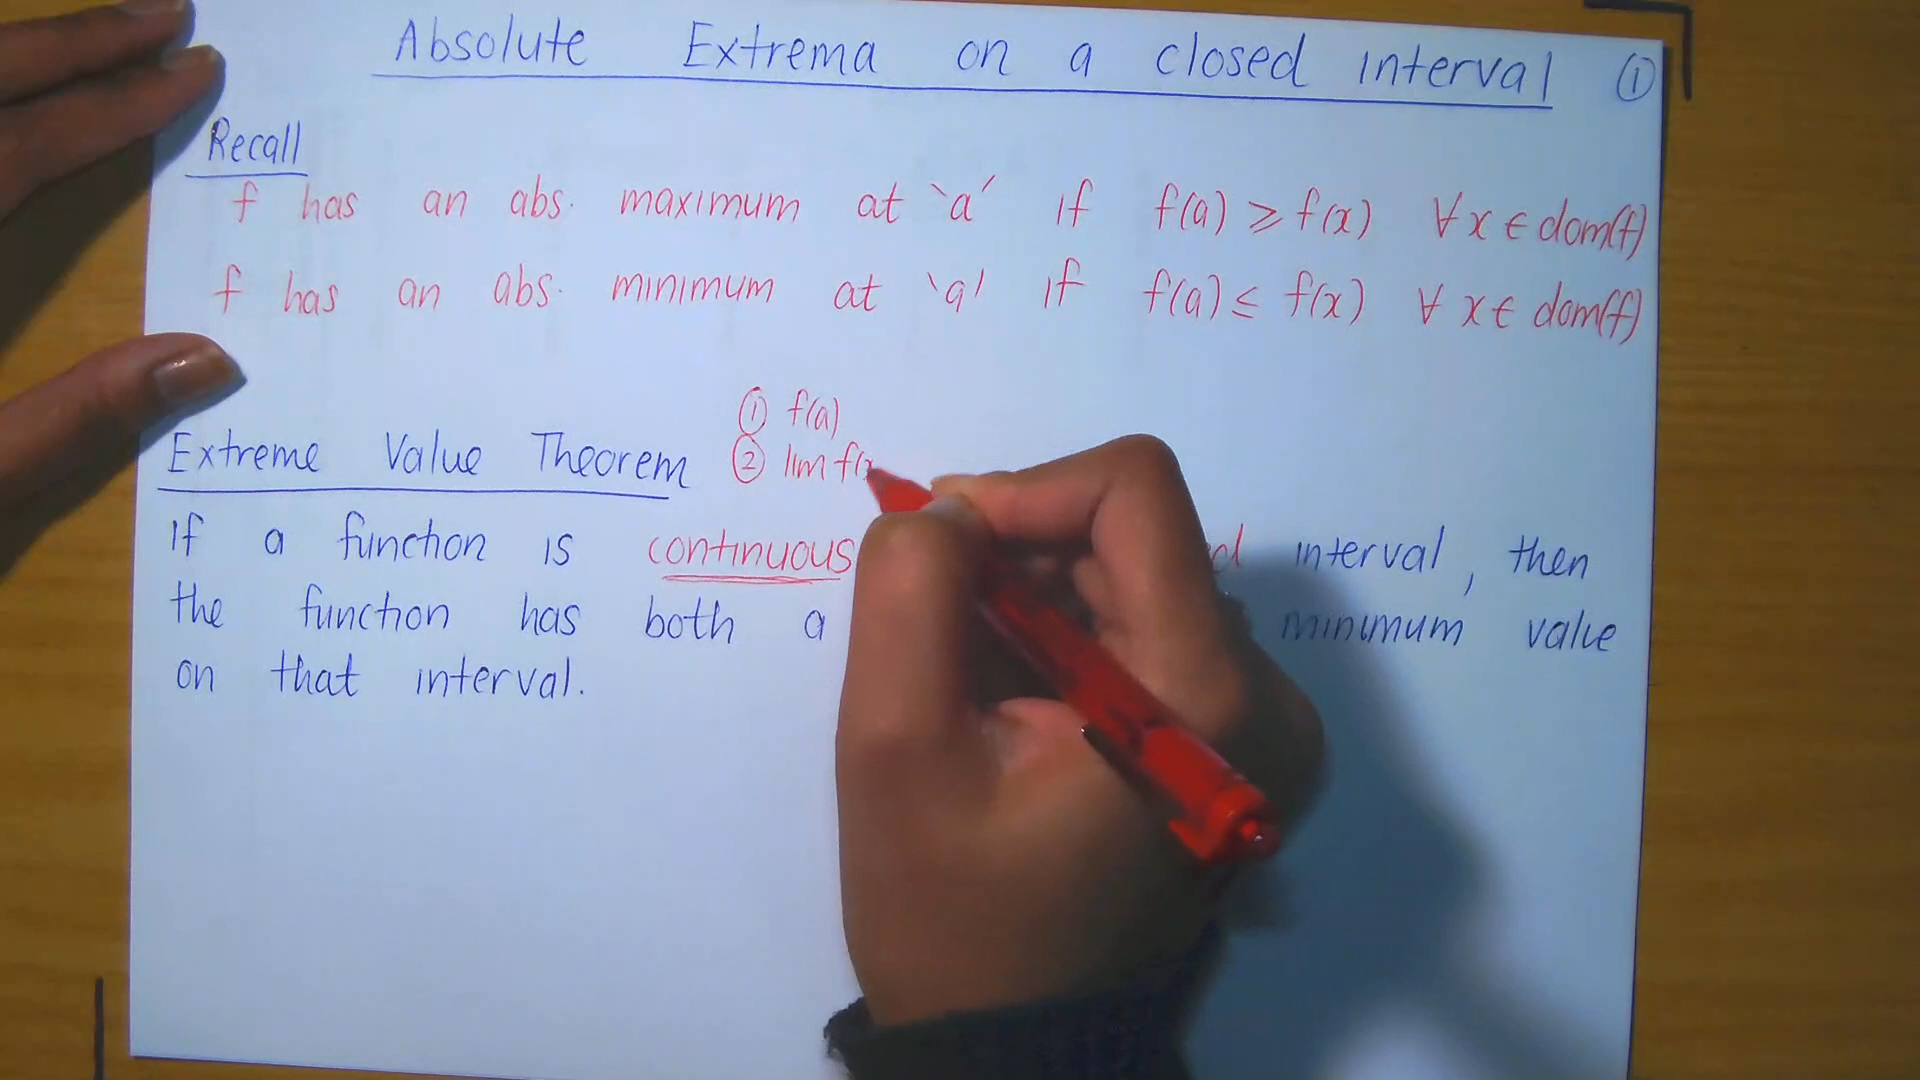 Absolute Extrema on a closed interval ①
Recall
f has an abs. maximum at `a´ if f(a) ⩾ f(x) ∀x ∈ dom(f)
f has an abs. minimum at `a' if f(a) ≤ f(x) ∀ x ∈ dom(f)
① f(a)
Extreme Value Theorem ② lim f(x
If a function is continuous interval, then
the function has both a minimum value
on that interval.